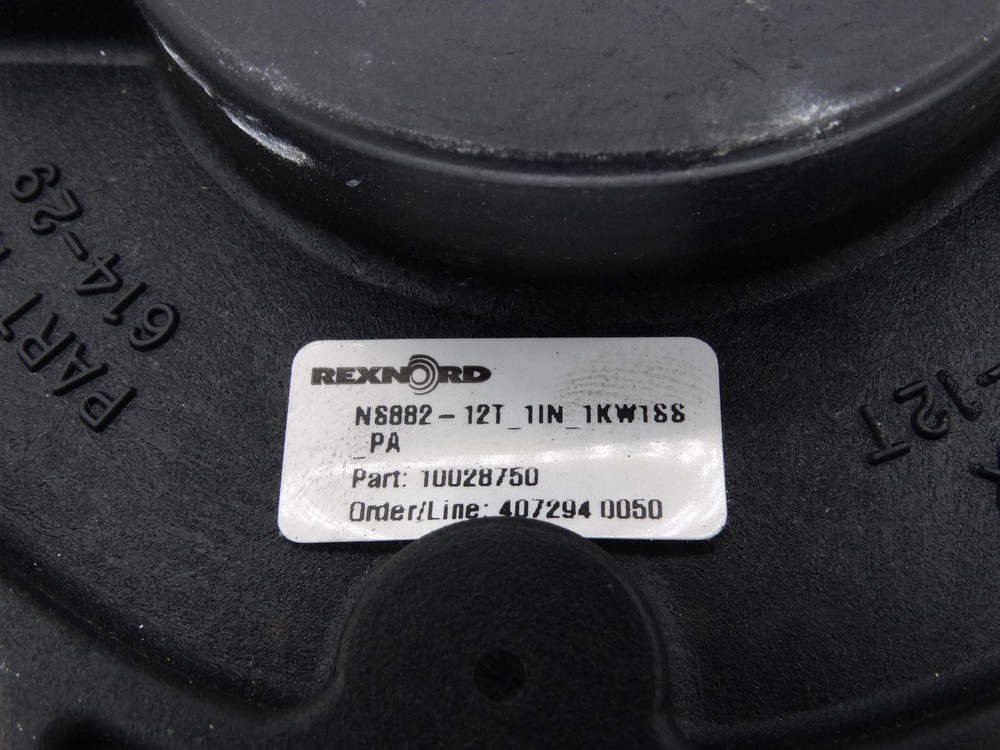 PART
614-29
REXNORD
NS882-12T_1IN_1KW1SS
_PA
Part: 10028750
Order/Line: 407294 0050
-12T